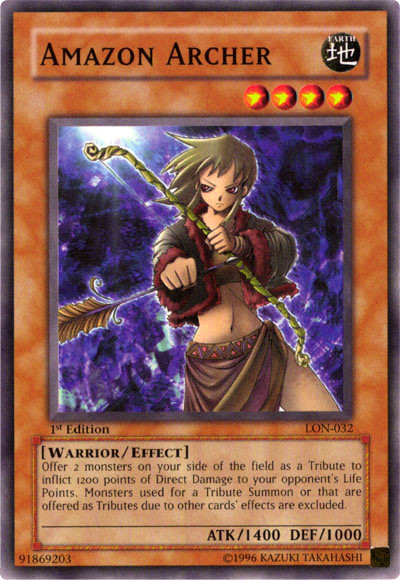 AMAZON ARCHER
EARTH
地
1st Edition
LON-032
[WARRIOR/EFFECT]
Offer 2 monsters on your side of the field as a Tribute to
inflict 1200 points of Direct Damage to your opponent's Life
Points. Monsters used for a Tribute Summon or that are
offered as Tributes due to other cards' effects are excluded.
ATK/1400 DEF/1000
91869203
©1996 KAZUKI TAKAHASHI